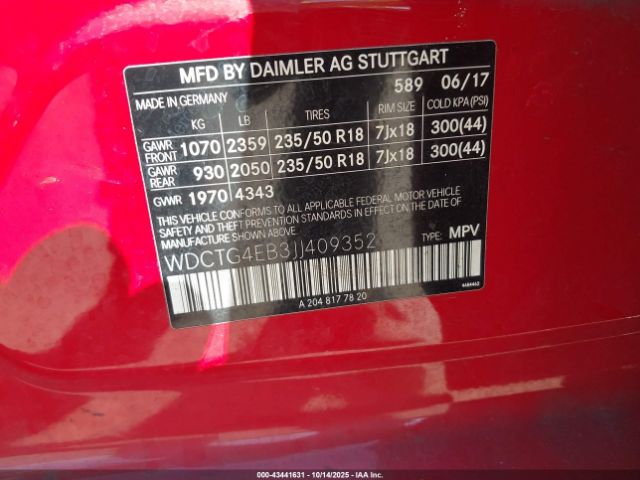 MFD BY DAIMLER AG STUTTGART
589 06/17
MADE IN GERMANY
KG LB TIRES RIM SIZE COLD KPA(PSI)
GAWR FRONT 1070 2359 235/50 R18 7Jx18 300(44)
GAWR REAR 930 2050 235/50 R18 7Jx18 300(44)
GVWR 1970 4343
THIS VEHICLE CONFORMS TO ALL APPLICABLE FEDERAL MOTOR VEHICLE
SAFETY AND THEFT PREVENTION STANDARDS IN EFFECT ON THE DATE
OF MANUFACTURE SHOWN ABOVE.
WDCTG4EB3JJ409352 TYPE: MPV
A 204 817 78 20
000-43441631 - 10/14/2025 - IAAI.COM